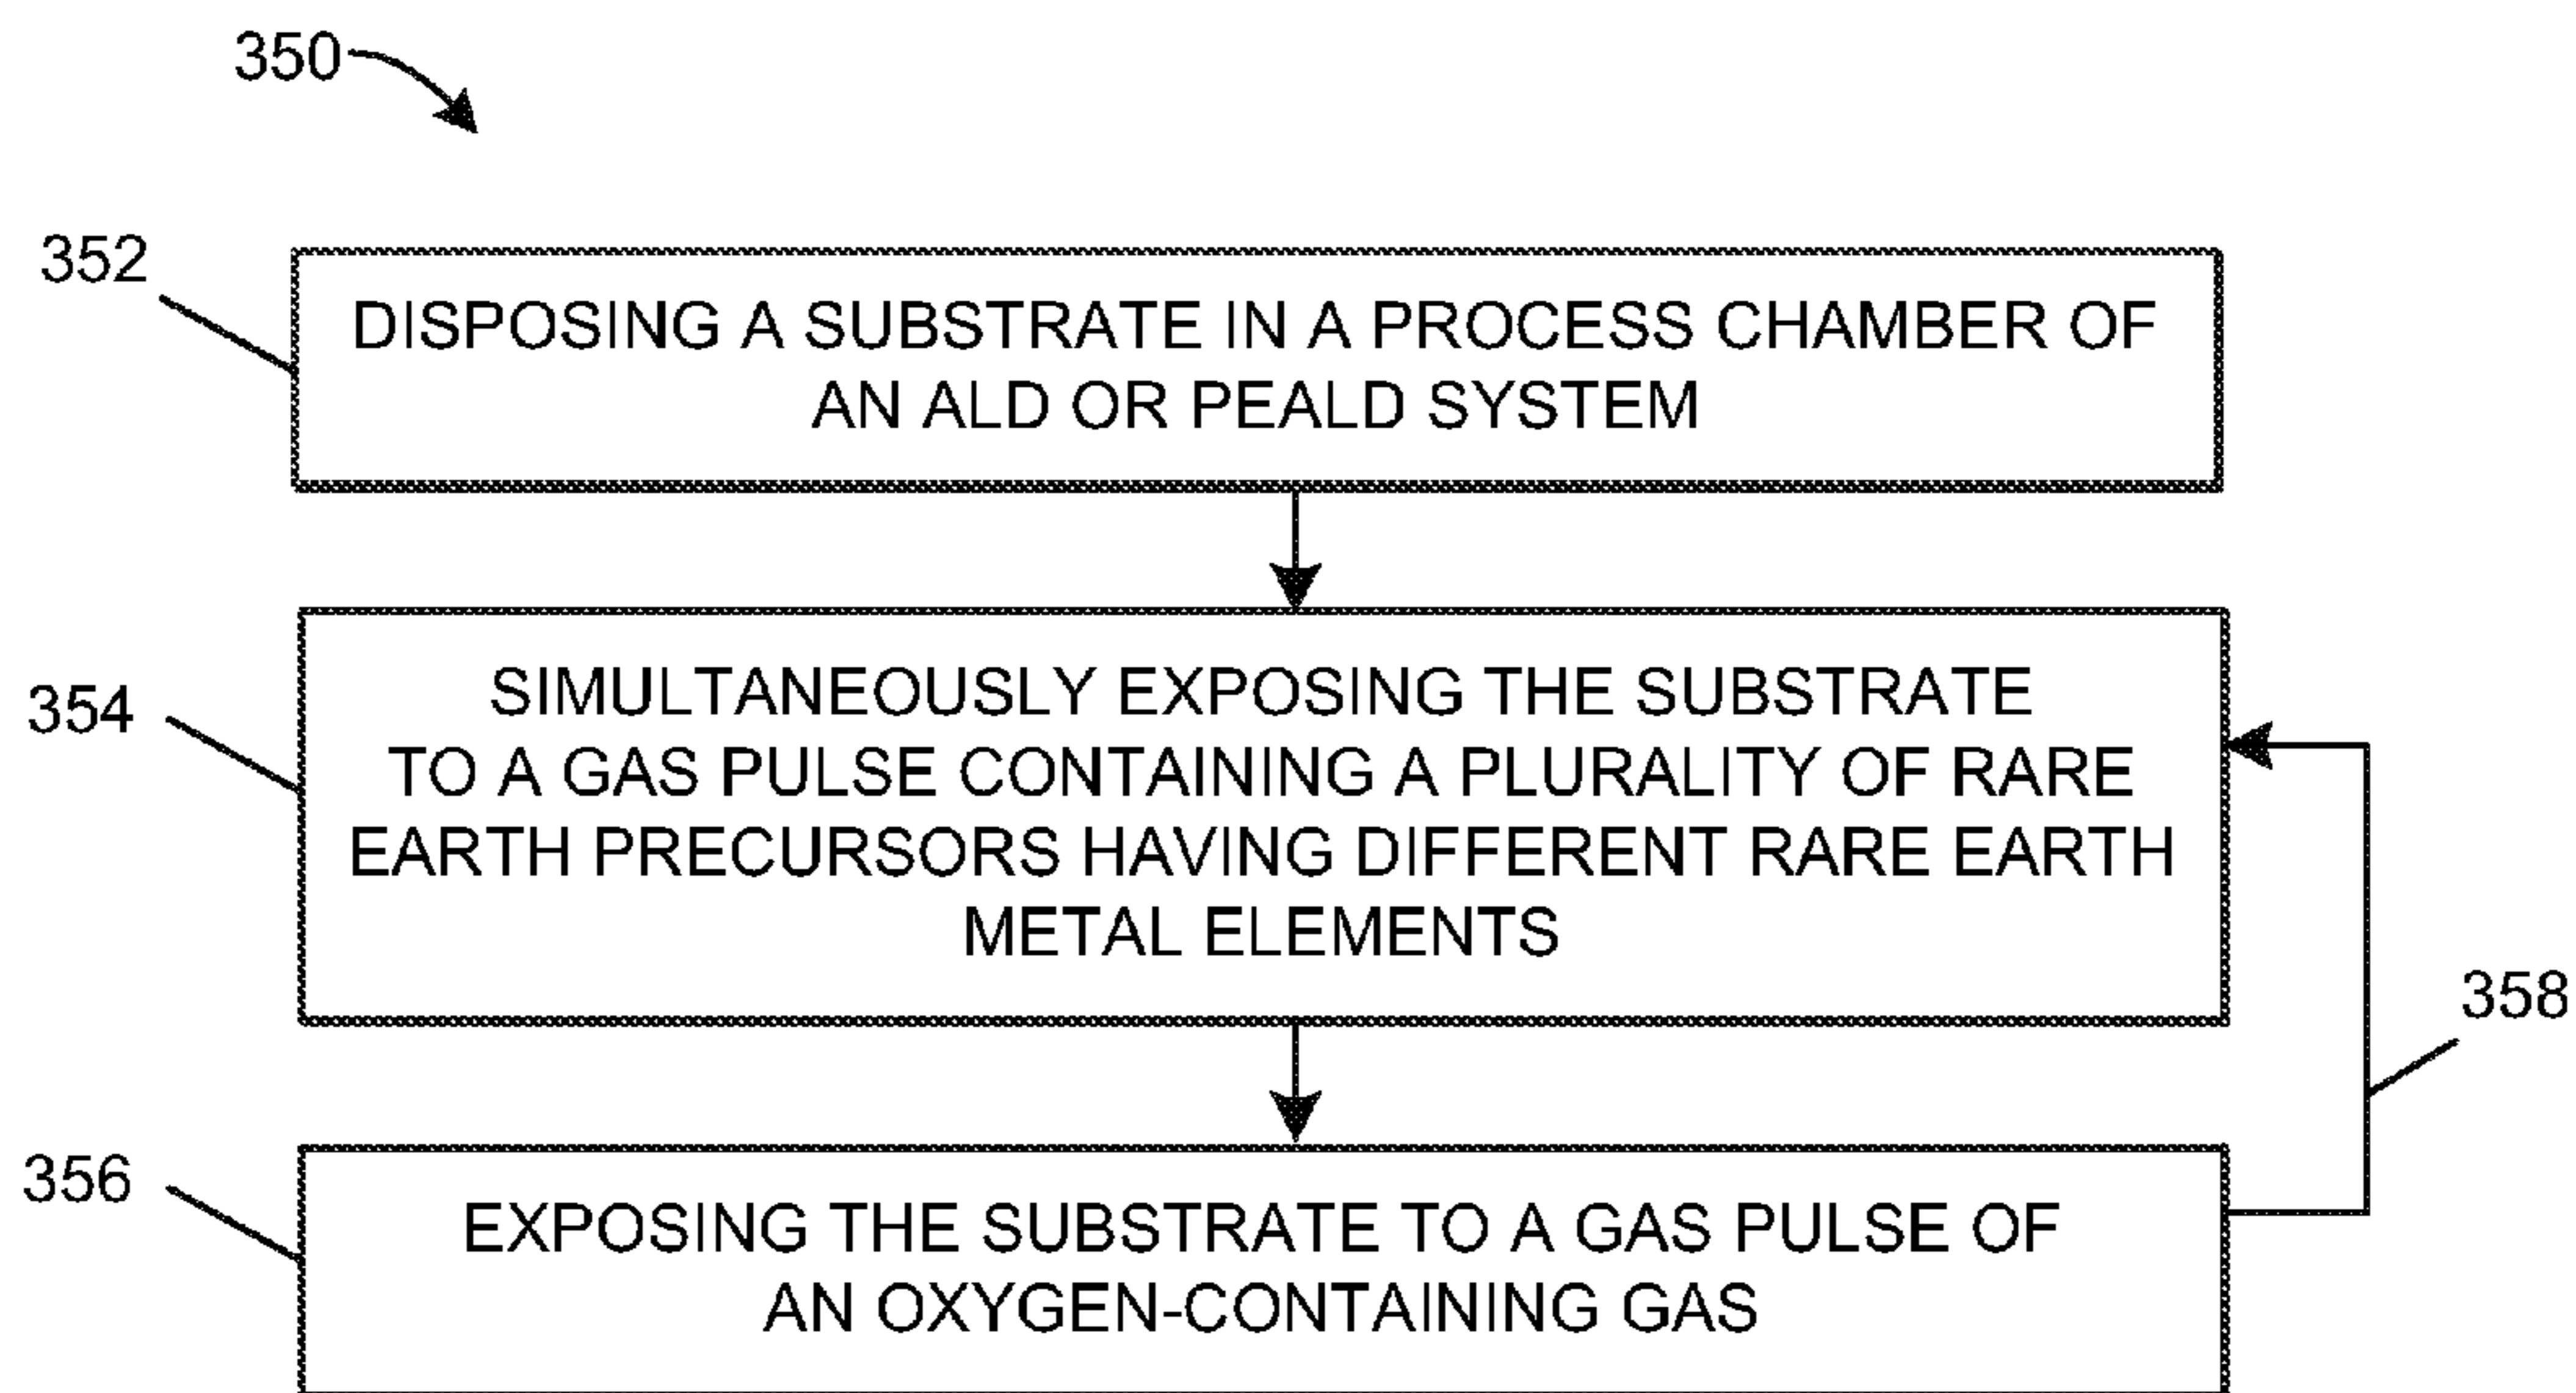 350
352
DISPOSING A SUBSTRATE IN A PROCESS CHAMBER OF
AN ALD OR PEALD SYSTEM
354
SIMULTANEOUSLY EXPOSING THE SUBSTRATE
TO A GAS PULSE CONTAINING A PLURALITY OF RARE
EARTH PRECURSORS HAVING DIFFERENT RARE EARTH
METAL ELEMENTS
358
356
EXPOSING THE SUBSTRATE TO A GAS PULSE OF
AN OXYGEN-CONTAINING GAS